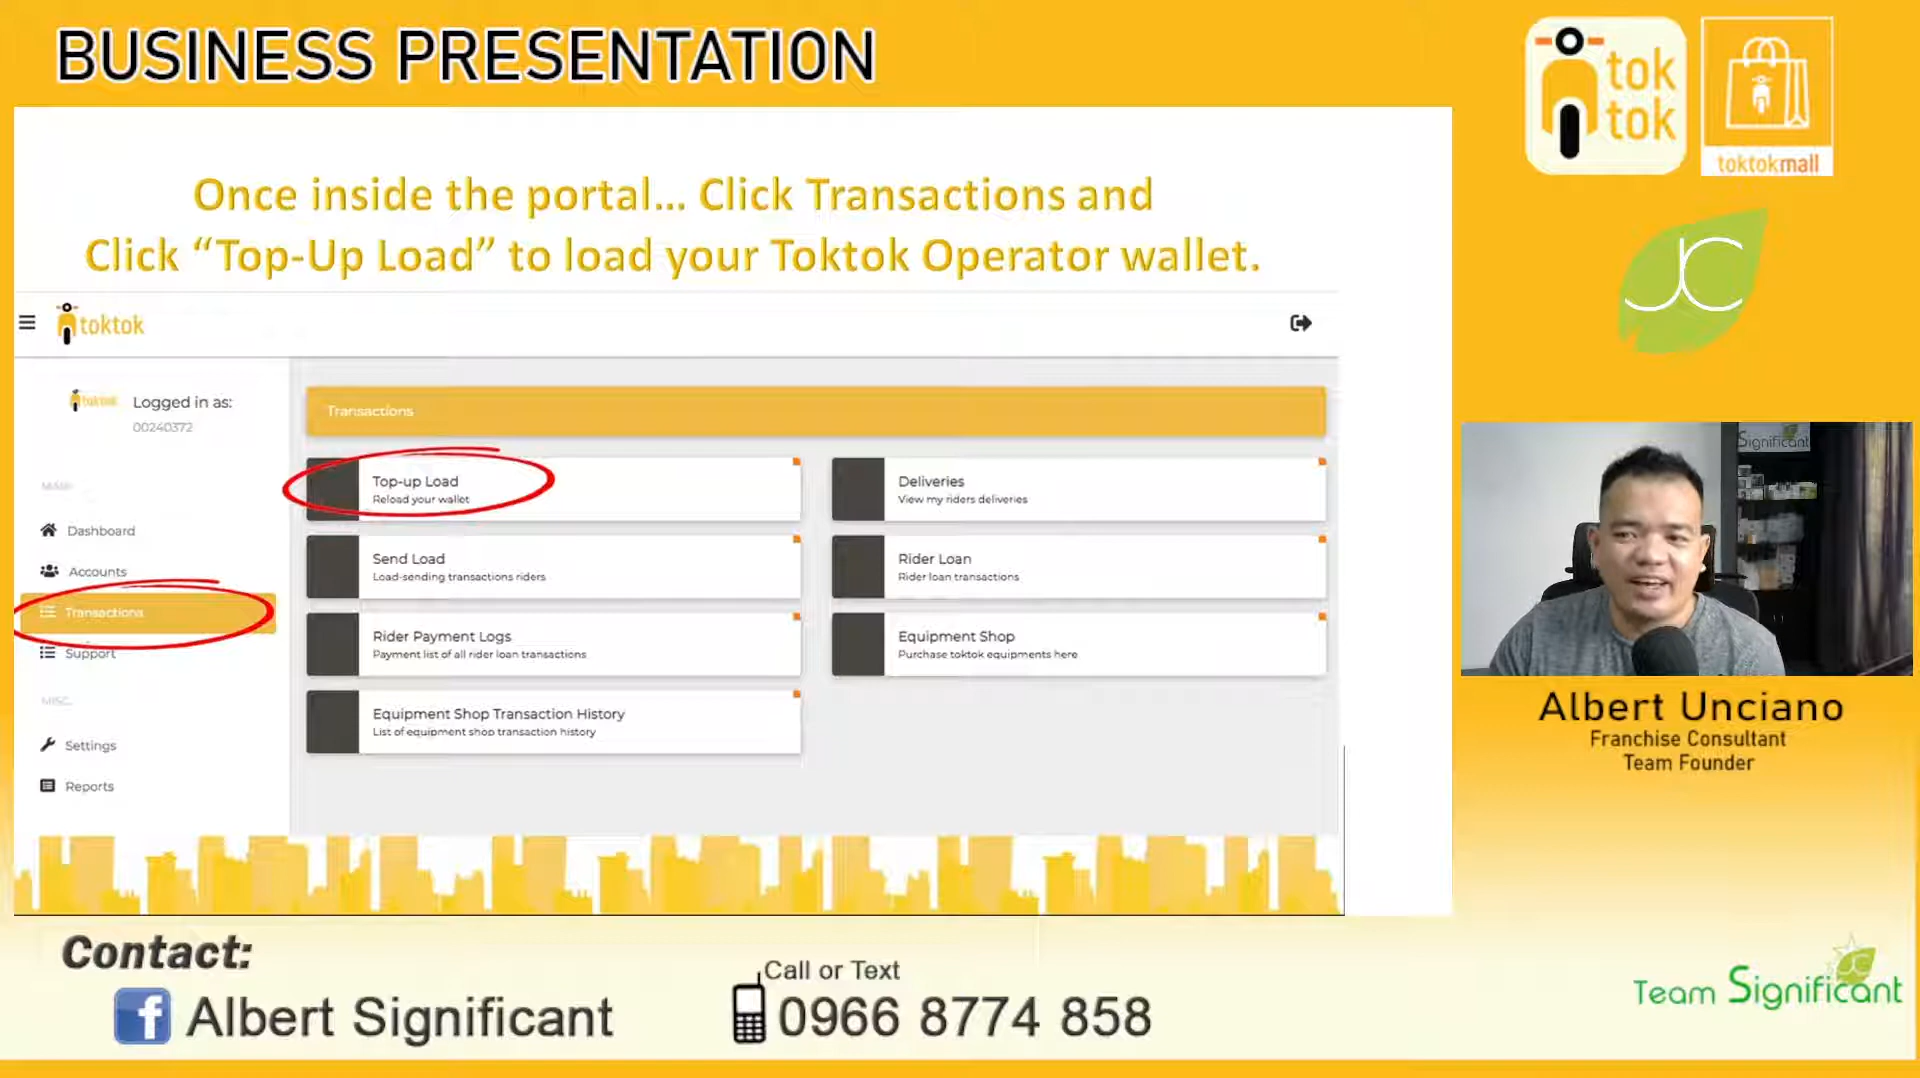 BUSINESS PRESENTATION
tok
tok
toktokmall
JC
Once inside the portal... Click Transactions and
Click “Top-Up Load” to load your Toktok Operator wallet.
toktok
toktok
Logged in as:
00240372
MAIN
Dashboard
Accounts
Transactions
Support
MISC.
Settings
Reports
Transactions
Top-up Load
Reload your wallet
Deliveries
View my riders deliveries
Send Load
Load-sending transactions riders
Rider Loan
Rider loan transactions
Rider Payment Logs
Payment list of all rider loan transactions
Equipment Shop
Purchase toktok equipments here
Equipment Shop Transaction History
List of equipment shop transaction history
Significant
Albert Unciano
Franchise Consultant
Team Founder
Contact:
Albert Significant
Call or Text
0966 8774 858
JC
Team Significant